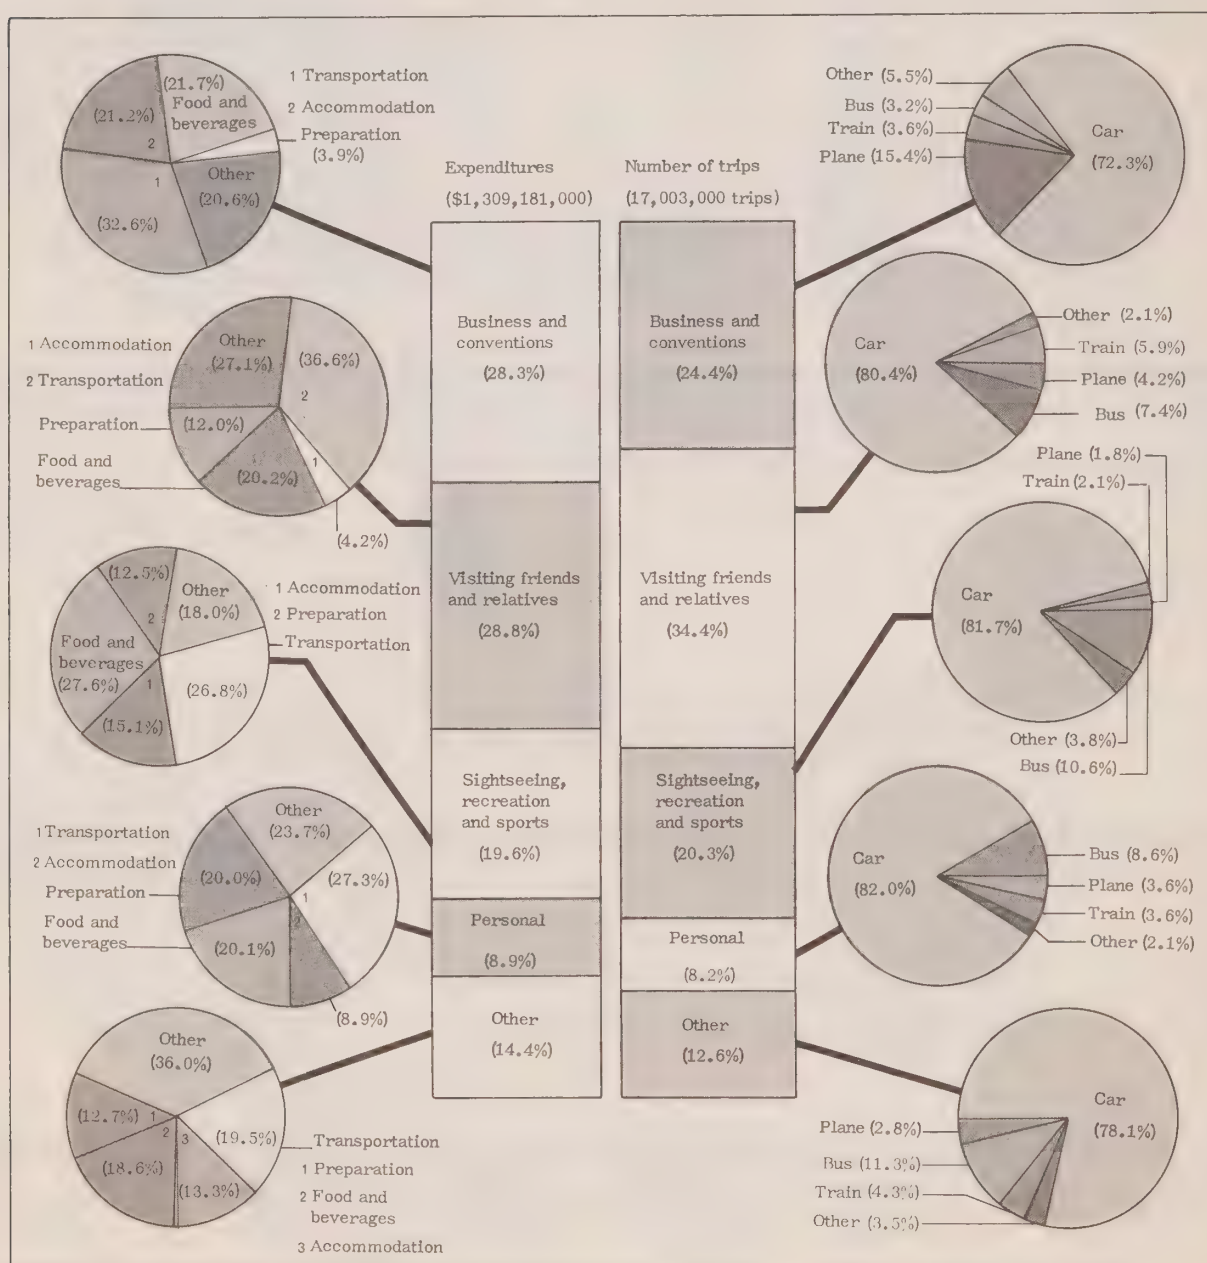 (21.7%)
Food and
beverages
(21.2%)
2
1
(32.6%)
Other
(20.6%)
1 Transportation
2 Accommodation
Preparation
(3.9%)
Other
(27.1%)
(36.6%)
2
1
(12.0%)
(20.2%)
(4.2%)
1 Accommodation
2 Transportation
Preparation
Food and
beverages
(12.5%)
2
Other
(18.0%)
Food and
beverages
(27.6%)
1
(15.1%)
(26.8%)
1 Accommodation
2 Preparation
Transportation
Other
(23.7%)
(20.0%)
(27.3%)
1
2
(20.1%)
(8.9%)
1 Transportation
2 Accommodation
Preparation
Food and
beverages
Other
(36.0%)
(12.7%)
1
2
3
(19.5%)
(18.6%)
(13.3%)
Transportation
1 Preparation
2 Food and
beverages
3 Accommodation
Expenditures
($1,309,181,000)
Business and
conventions
(28.3%)
Visiting friends
and relatives
(28.8%)
Sightseeing,
recreation
and sports
(19.6%)
Personal
(8.9%)
Other
(14.4%)
Number of trips
(17,003,000 trips)
Business and
conventions
(24.4%)
Visiting friends
and relatives
(34.4%)
Sightseeing,
recreation
and sports
(20.3%)
Personal
(8.2%)
Other
(12.6%)
Other (5.5%)
Bus (3.2%)
Train (3.6%)
Plane (15.4%)
Car
(72.3%)
Car
(80.4%)
Other (2.1%)
Train (5.9%)
Plane (4.2%)
Bus (7.4%)
Plane (1.8%)
Train (2.1%)
Car
(81.7%)
Other (3.8%)
Bus (10.6%)
Car
(82.0%)
Bus (8.6%)
Plane (3.6%)
Train (3.6%)
Other (2.1%)
Car
(78.1%)
Plane (2.8%)
Bus (11.3%)
Train (4.3%)
Other (3.5%)